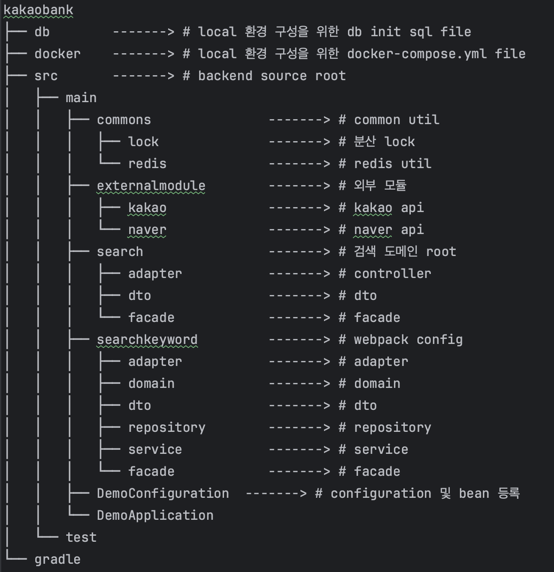 kakaobank
├── db       -------> # local 환경 구성을 위한 db init sql file
├── docker   -------> # local 환경 구성을 위한 docker-compose.yml file
├── src      -------> # backend source root
│   ├── main
│   │   ├── commons               -------> # common util
│   │   │   ├── lock              -------> # 분산 lock
│   │   │   └── redis             -------> # redis util
│   │   ├── externalmodule        -------> # 외부 모듈
│   │   │   ├── kakao             -------> # kakao api
│   │   │   └── naver             -------> # naver api
│   │   ├── search                -------> # 검색 도메인 root
│   │   │   ├── adapter           -------> # controller
│   │   │   ├── dto               -------> # dto
│   │   │   └── facade            -------> # facade
│   │   ├── searchkeyword         -------> # webpack config
│   │   │   ├── adapter           -------> # adapter
│   │   │   ├── domain            -------> # domain
│   │   │   ├── dto               -------> # dto
│   │   │   ├── repository        -------> # repository
│   │   │   ├── service           -------> # service
│   │   │   └── facade            -------> # facade
│   │   ├── DemoConfiguration  -------> # configuration 및 bean 등록
│   │   └── DemoApplication
│   └── test
└── gradle